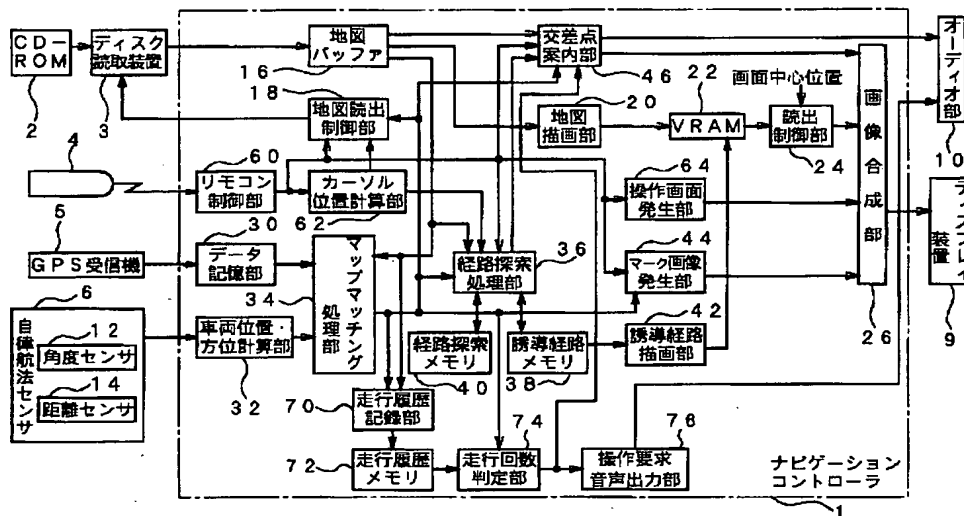 CD-
ROM
2
ディスク
読取装置
3
地図
バッファ
16
18
地図読出
制御部
交差点
案内部
46
20
地図
描画部
22
VRAM
画面中心位置
読出
制御部
24
画像合成部
26
オーディオ部
10
ディスプレイ
装置
9
4
60
リモコン
制御部
カーソル
位置計算部
62
64
操作画面
発生部
5
GPS受信機
30
データ
記憶部
34
マップマッチング
処理部
経路探索
処理部
36
44
マーク画像
発生部
6
自律航法センサ
12
角度センサ
14
距離センサ
車両位置・
方位計算部
32
経路探索
メモリ
40
誘導経路
メモリ
38
42
誘導経路
描画部
70
走行履歴
記録部
72
走行履歴
メモリ
74
走行回数
判定部
76
操作要求
音声出力部
ナビゲーション
コントローラ
1